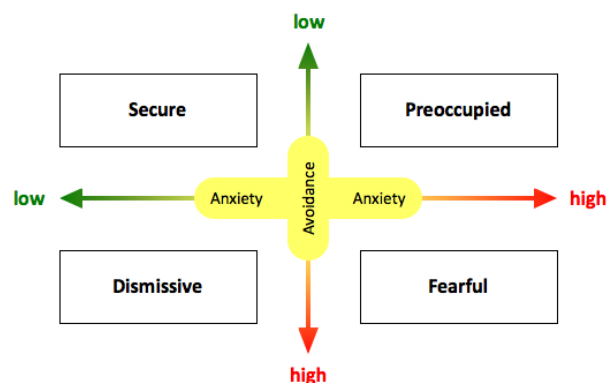 low
Secure
Preoccupied
low
Anxiety
Avoidance
Anxiety
high
Dismissive
Fearful
high